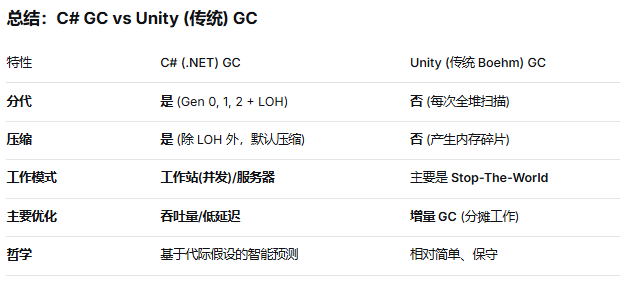 总结：C# GC vs Unity (传统) GC
特性 C# (.NET) GC Unity (传统 Boehm) GC
分代 是 (Gen 0, 1, 2 + LOH) 否 (每次全堆扫描)
压缩 是 (除 LOH 外，默认压缩) 否 (产生内存碎片)
工作模式 工作站(并发)/服务器 主要是 Stop-The-World
主要优化 吞吐量/低延迟 增量 GC (分摊工作)
哲学 基于代际假设的智能预测 相对简单、保守